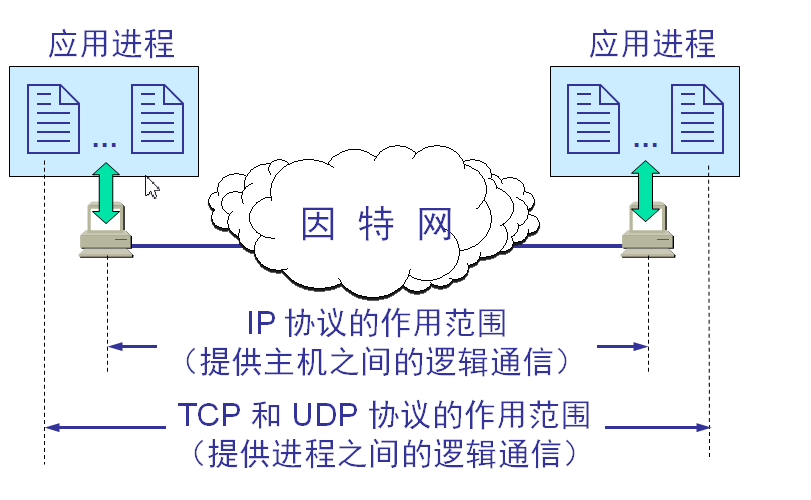 应用进程
应用进程
...
...
因特网
IP 协议的作用范围
（提供主机之间的逻辑通信）
TCP 和 UDP 协议的作用范围
（提供进程之间的逻辑通信）